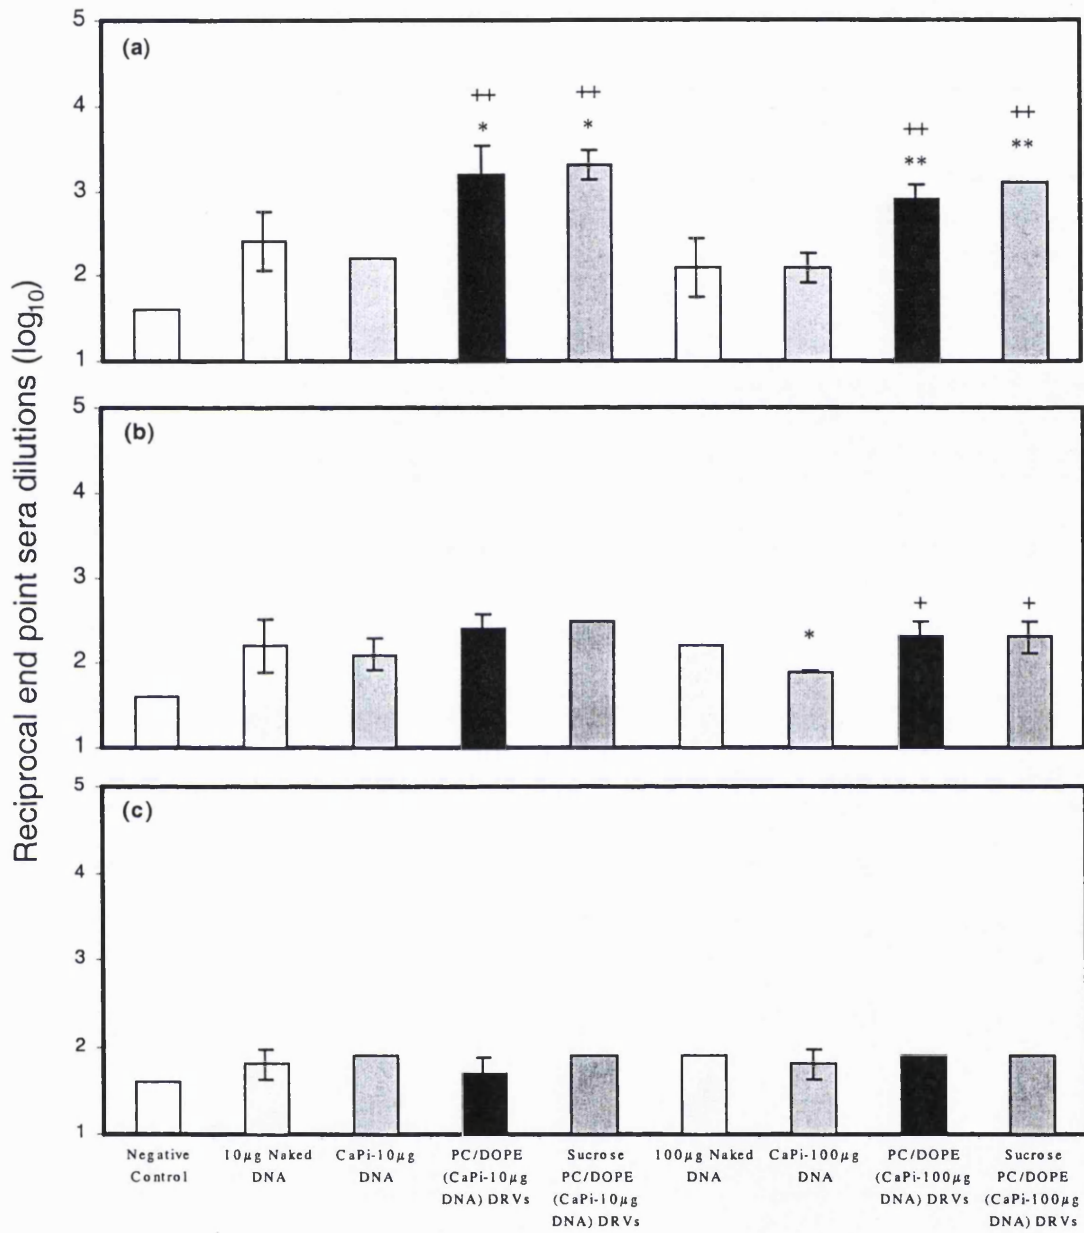 Reciprocal end point sera dilutions (log10)
5
4
3
2
1
(a)
++
*
++
*
++
**
++
**
5
4
3
2
1
(b)
*
+
+
5
4
3
2
1
(c)
Negative
Control
10µg Naked
DNA
CaPi-10µg
DNA
PC/DOPE
(CaPi-10µg
DNA) DRVs
Sucrose
PC/DOPE
(CaPi-10µg
DNA) DRVs
100µg Naked
DNA
CaPi-100µg
DNA
PC/DOPE
(CaPi-100µg
DNA) DRVs
Sucrose
PC/DOPE
(CaPi-100µg
DNA) DRVs